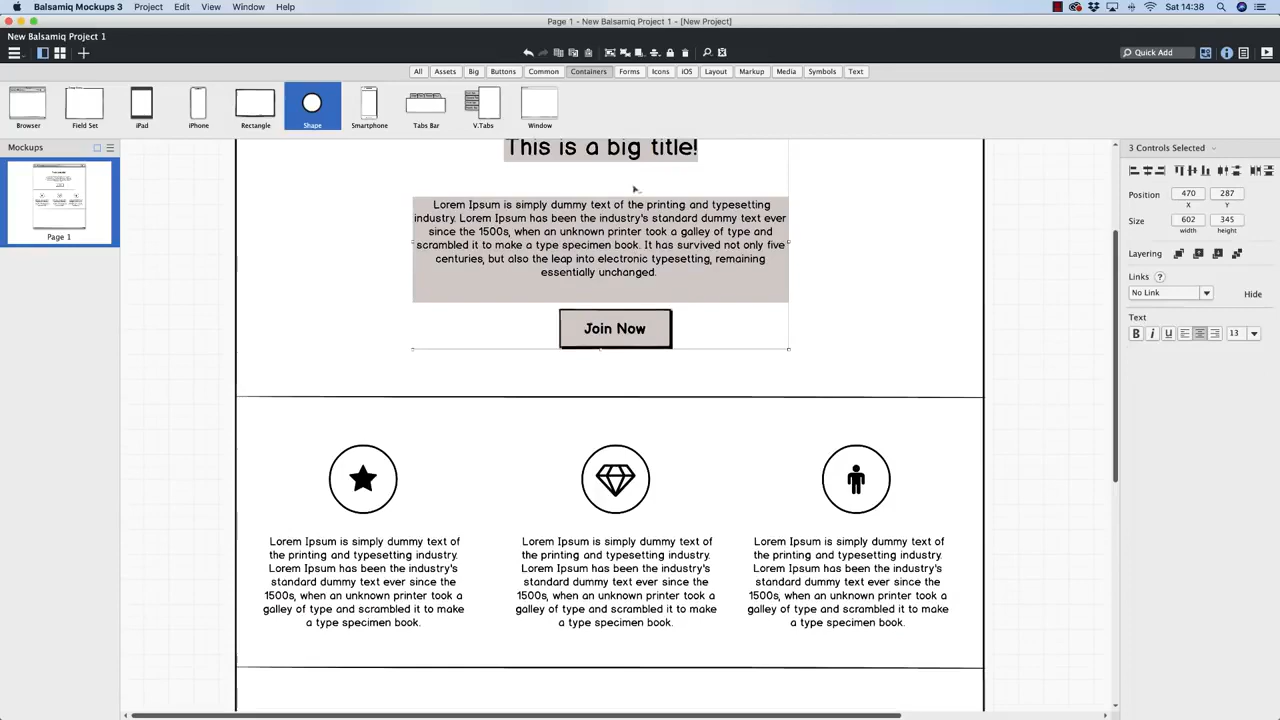 Balsamiq Mockups 3 Project Edit View Window Help Sat 14:38
Page 1 - New Balsamiq Project 1 - [New Project]
New Balsamiq Project 1
Quick Add
All Assets Big Buttons Common Containers Forms Icons iOS Layout Markup Media Symbols Text
Browser Field Set iPad iPhone Rectangle Shape Smartphone Tabs Bar V.Tabs Window
Mockups
Page 1
This is a big title!
Lorem Ipsum is simply dummy text of the printing and typesetting
industry. Lorem Ipsum has been the industry's standard dummy text ever
since the 1500s, when an unknown printer took a galley of type and
scrambled it to make a type specimen book. It has survived not only five
centuries, but also the leap into electronic typesetting, remaining
essentially unchanged.
Join Now
Lorem Ipsum is simply dummy text of
the printing and typesetting industry.
Lorem Ipsum has been the industry's
standard dummy text ever since the
1500s, when an unknown printer took a
galley of type and scrambled it to make
a type specimen book.
Lorem Ipsum is simply dummy text of
the printing and typesetting industry.
Lorem Ipsum has been the industry's
standard dummy text ever since the
1500s, when an unknown printer took a
galley of type and scrambled it to make
a type specimen book.
Lorem Ipsum is simply dummy text of
the printing and typesetting industry.
Lorem Ipsum has been the industry's
standard dummy text ever since the
1500s, when an unknown printer took a
galley of type and scrambled it to make
a type specimen book.
3 Controls Selected
Position 470 287
X Y
Size 602 345
width height
Layering
Links ?
No Link Hide
Text
B i U 13